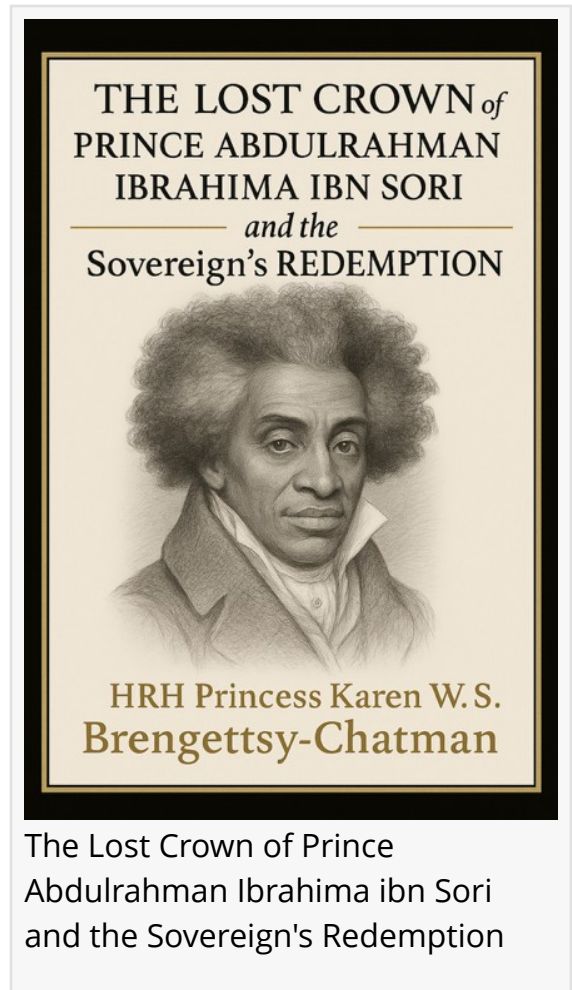 THE LOST CROWN of
PRINCE ABDULRAHMAN
IBRAHIMA IBN SORI
and the
Sovereign's REDEMPTION
HRH Princess Karen W. S.
Brengettsy-Chatman
The Lost Crown of Prince
Abdulrahman Ibrahima ibn Sori
and the Sovereign's Redemption